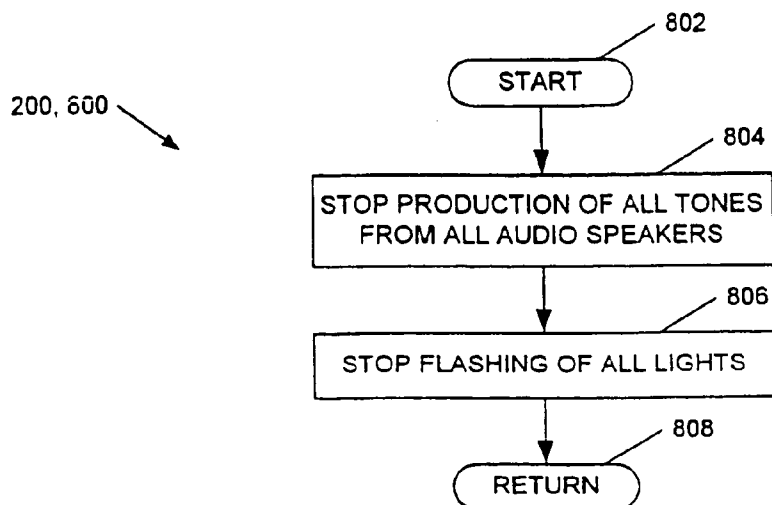 802
START
200, 800
804
STOP PRODUCTION OF ALL TONES
FROM ALL AUDIO SPEAKERS
806
STOP FLASHING OF ALL LIGHTS
808
RETURN